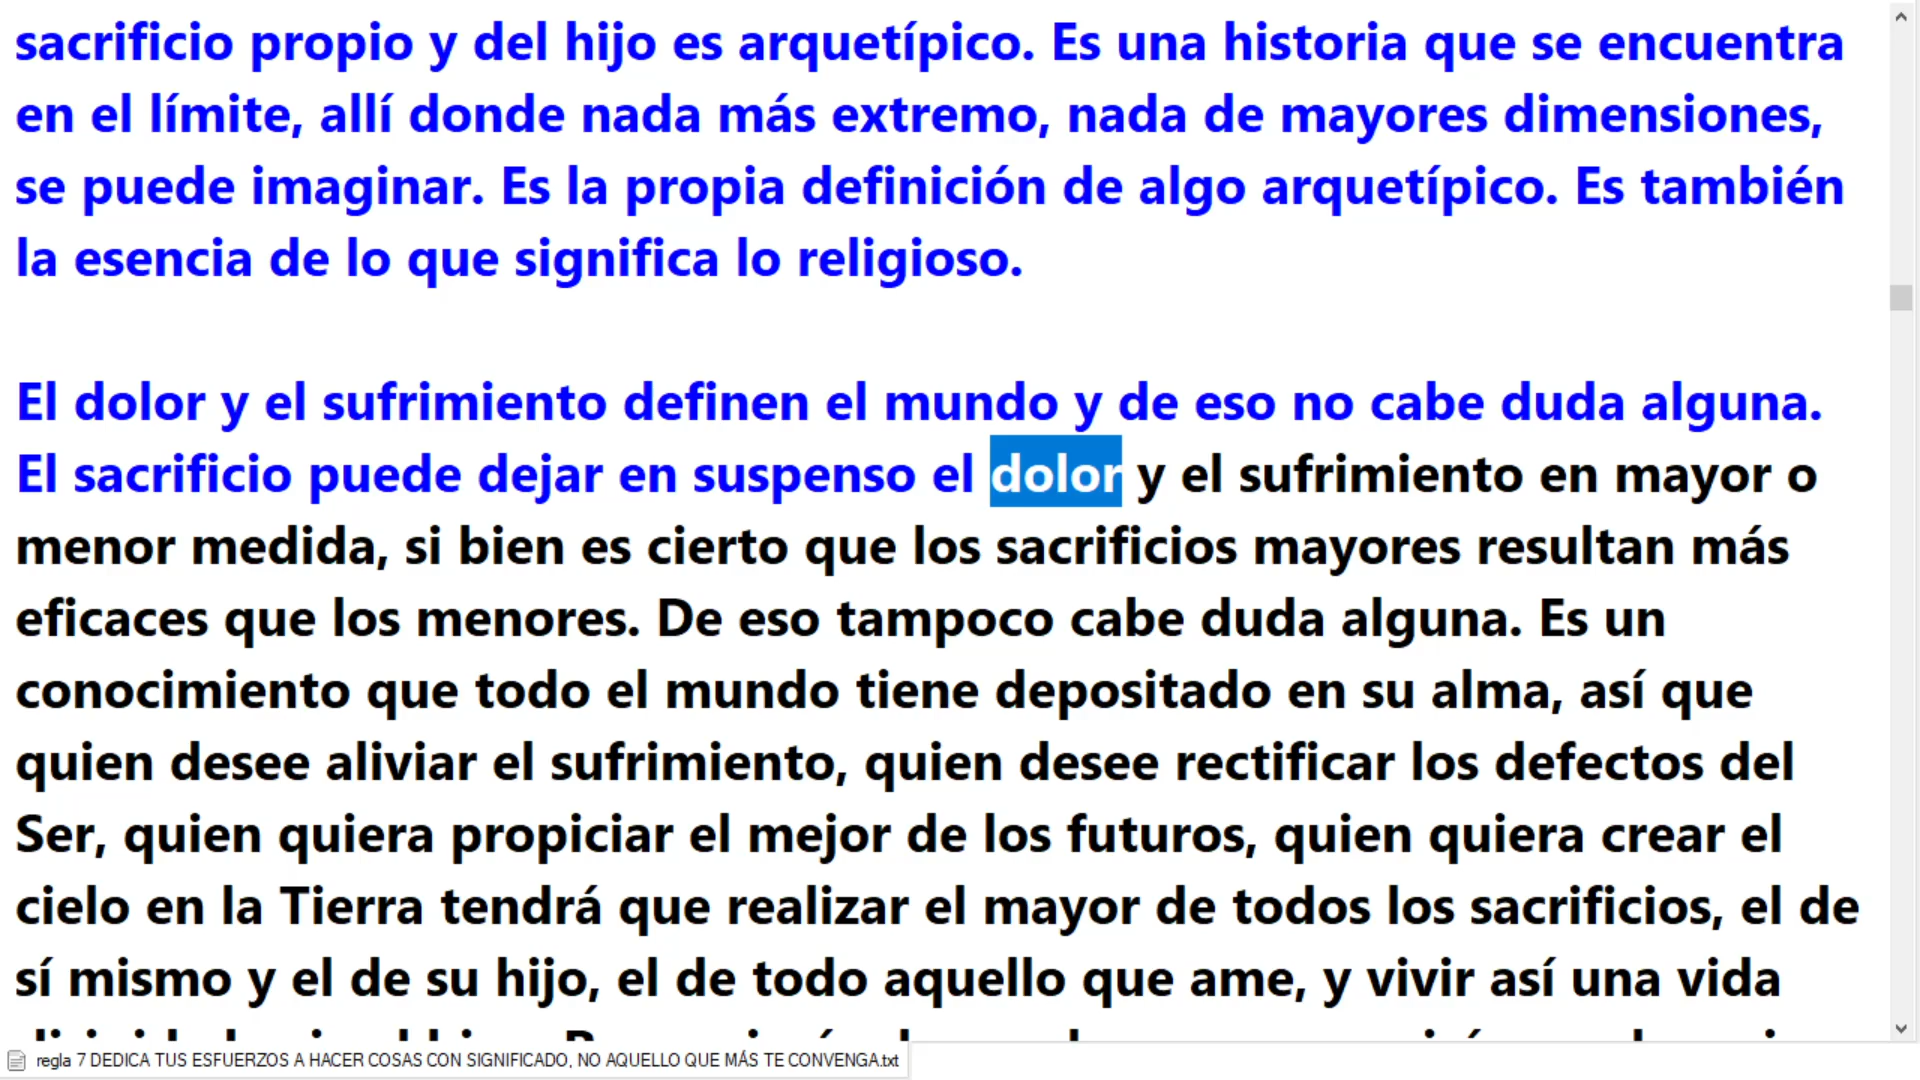 sacrificio propio y del hijo es arquetípico. Es una historia que se encuentra
en el límite, allí donde nada más extremo, nada de mayores dimensiones,
se puede imaginar. Es la propia definición de algo arquetípico. Es también
la esencia de lo que significa lo religioso.
El dolor y el sufrimiento definen el mundo y de eso no cabe duda alguna.
El sacrificio puede dejar en suspenso el dolor y el sufrimiento en mayor o
menor medida, si bien es cierto que los sacrificios mayores resultan más
eficaces que los menores. De eso tampoco cabe duda alguna. Es un
conocimiento que todo el mundo tiene depositado en su alma, así que
quien desee aliviar el sufrimiento, quien desee rectificar los defectos del
Ser, quien quiera propiciar el mejor de los futuros, quien quiera crear el
cielo en la Tierra tendrá que realizar el mayor de todos los sacrificios, el de
sí mismo y el de su hijo, el de todo aquello que ame, y vivir así una vida
regla 7 DEDICA TUS ESFUERZOS A HACER COSAS CON SIGNIFICADO, NO AQUELLO QUE MÁS TE CONVENGA.txt